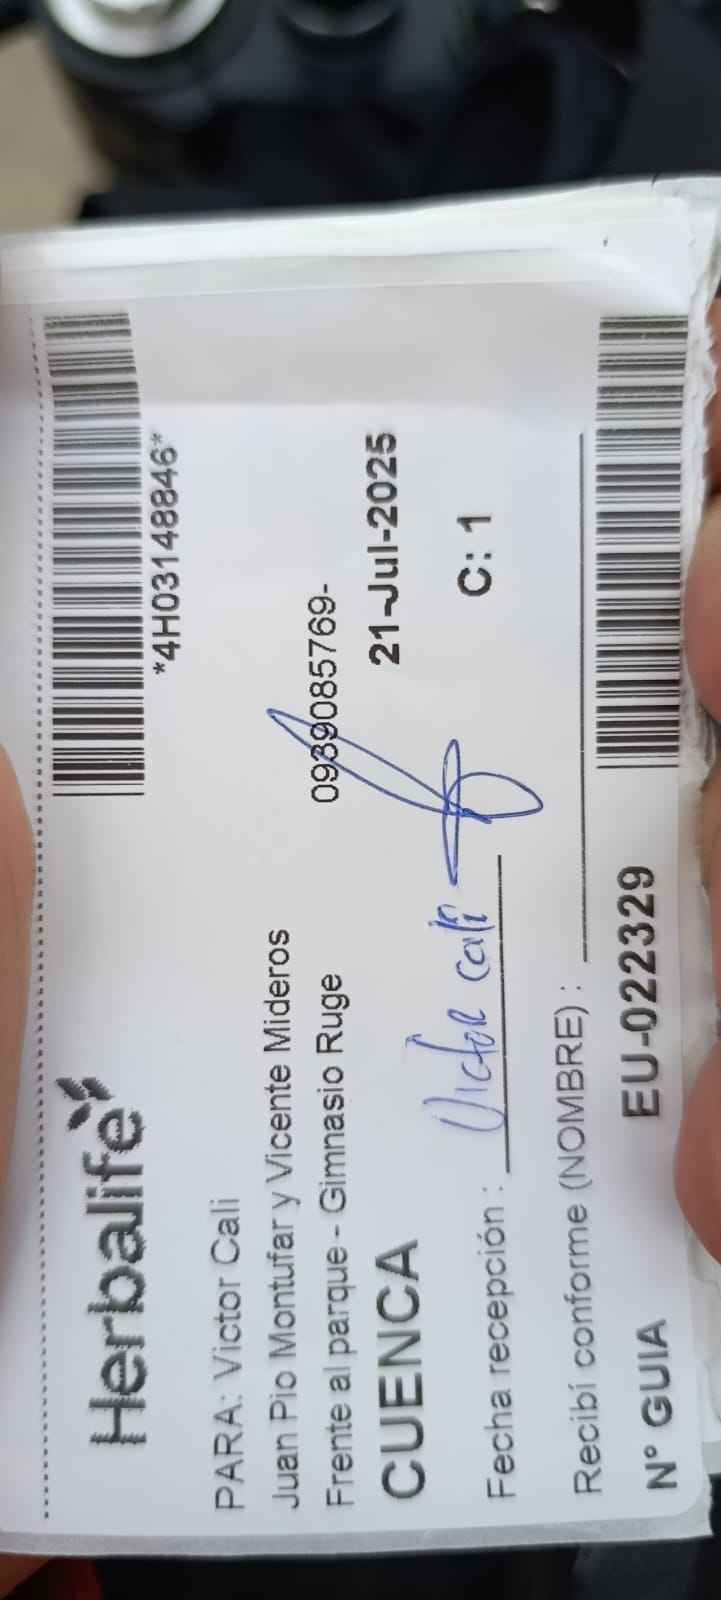 *4H03148846*
Herbalife
PARA: Victor Cali
Juan Pio Montufar y Vicente Mideros
Frente al parque - Gimnasio Ruge 0939085769-
CUENCA 21-Jul-2025
Victor Cali
Fecha recepción : C: 1
Recibí conforme (NOMBRE) :
N° GUIA EU-022329